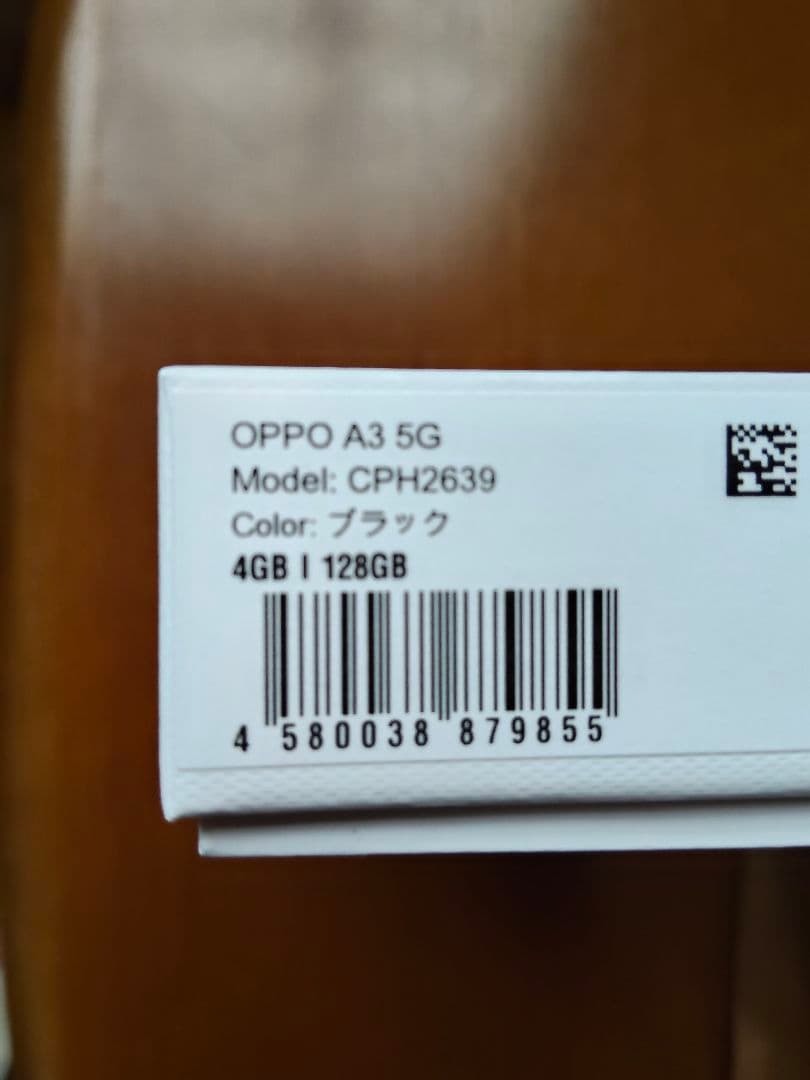 OPPO A3 5G
Model: CPH2639
Color: ブラック
4GB | 128GB
4 580038 879855